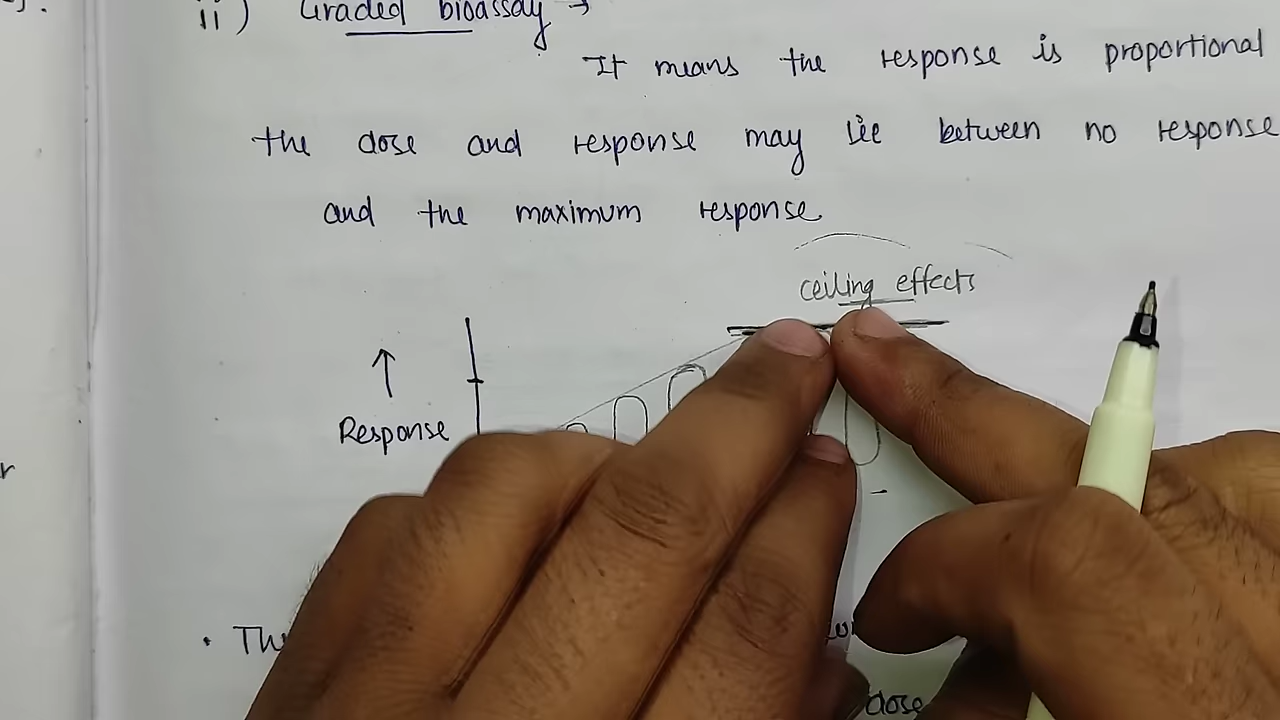 ii) Graded bioassay →
It means the response is proportional
the dose and response may lie between no response
and the maximum response.
ceiling effects
↑
Response
• Th
dose